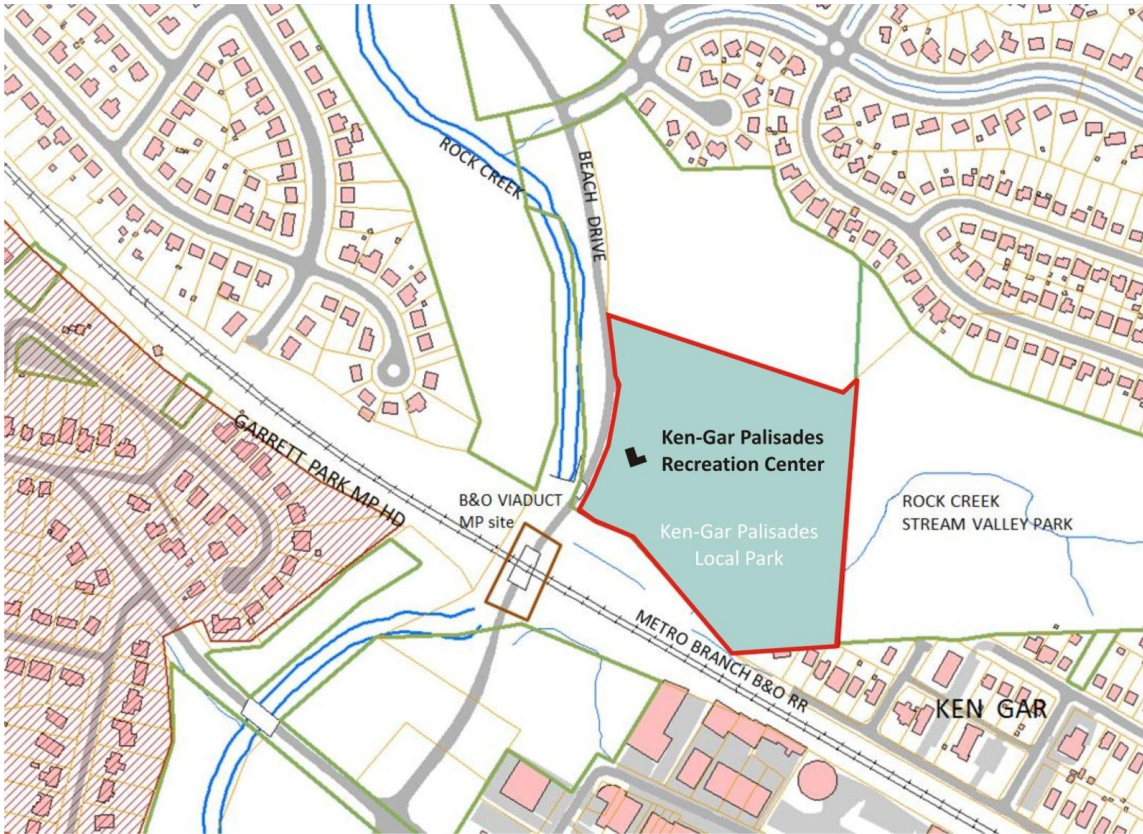 ROCK CREEK
BEACH DRIVE
Ken-Gar Palisades
Recreation Center
GARRETT PARK MP HD
B&O VIADUCT
MP site
ROCK CREEK
STREAM VALLEY PARK
Ken-Gar Palisades
Local Park
METRO BRANCH B&O RR
KEN GAR